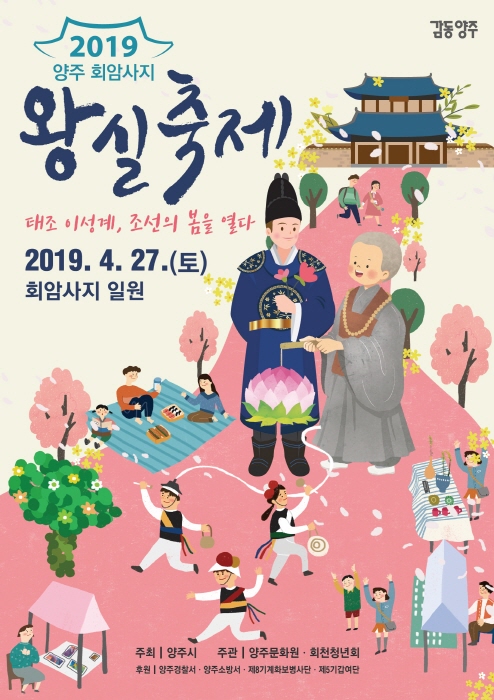 2019
감동양주
양주 회암사지
왕실축제
태조 이성계, 조선의 봄을 열다
2019. 4. 27.(토)
회암사지 일원
주최 | 양주시 주관 | 양주문화원 · 회천청년회
후원 | 양주경찰서 · 양주소방서 · 제8기계화보병사단 · 제5기갑여단